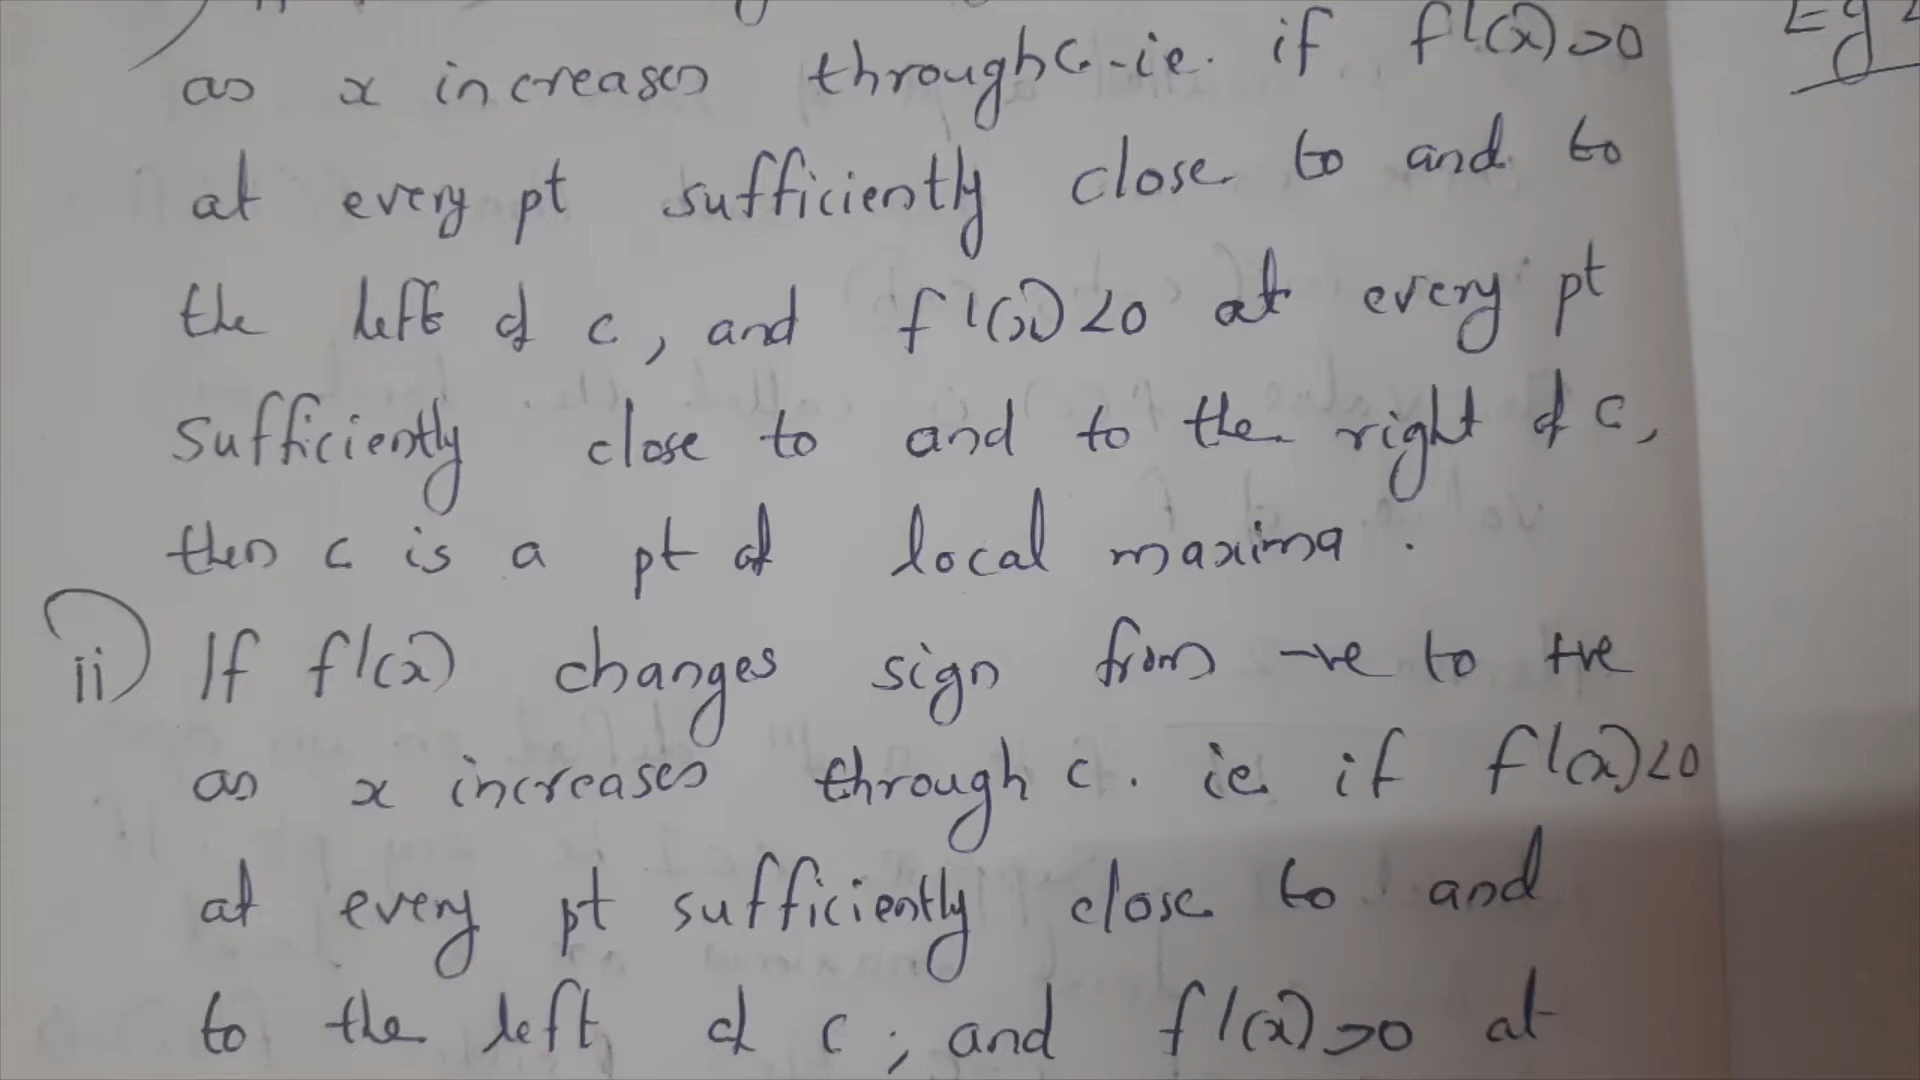 as x increases through c. ie. if f'(x)>0
Eg
at every pt sufficiently close to and to
the left of c, and f'(x)<0 at every pt
sufficiently close to and to the right of c,
then c is a pt of local maxima.
ii) If f'(x) changes sign from -ve to +ve
as x increases through c. ie if f'(x)<0
at every pt sufficiently close to and
to the left of c; and f'(x)>0 at